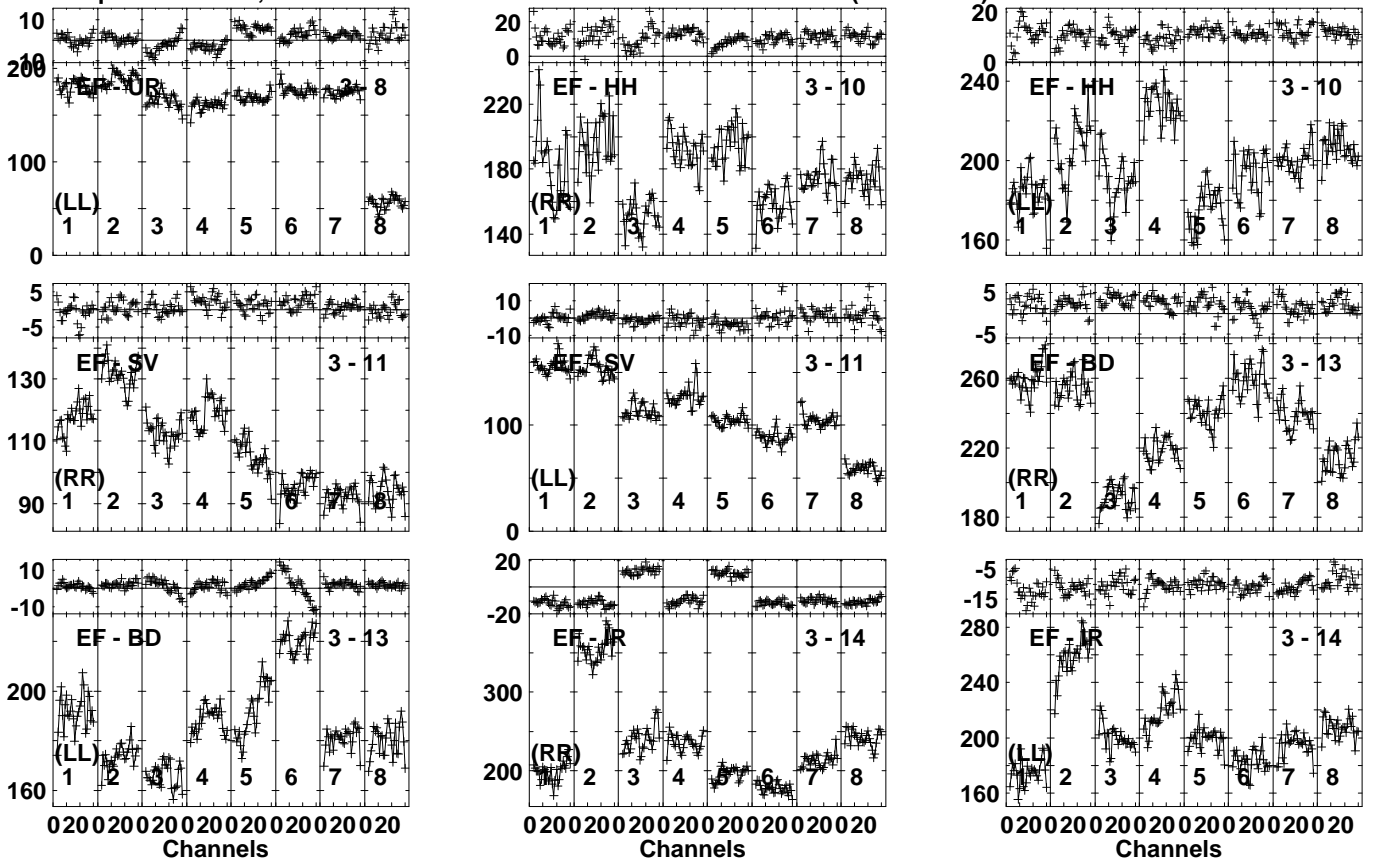 10
10
200
EF - UR 3 - 8
100
(LL)
1 2 3 4 5 6 7 8
0
20
0
EF - HH 3 - 10
220
180
(RR)
140
1 2 3 4 5 6 7 8
20
0
240
EF - HH 3 - 10
200
(LL)
160
1 2 3 4 5 6 7 8
5
-5
EF - SV 3 - 11
130
110
(RR)
90
1 2 3 4 5 6 7 8
10
-10
EF - SV 3 - 11
100
(LL)
1 2 3 4 5 6 7 8
0
5
-5
EF - BD 3 - 13
260
220
(RR)
180
1 2 3 4 5 6 7 8
10
-10
EF - BD 3 - 13
200
(LL)
160
1 2 3 4 5 6 7 8
0 20 0 20 0 20 0 20 0 20 0 20 0 20 0 20
Channels
20
-20
EF - IR 3 - 14
300
(RR)
200
1 2 3 4 5 6 7 8
0 20 0 20 0 20 0 20 0 20 0 20 0 20 0 20
Channels
-5
-15
EF - IR 3 - 14
280
240
200
(LL)
160
1 2 3 4 5 6 7 8
0 20 0 20 0 20 0 20 0 20 0 20 0 20 0 20
Channels